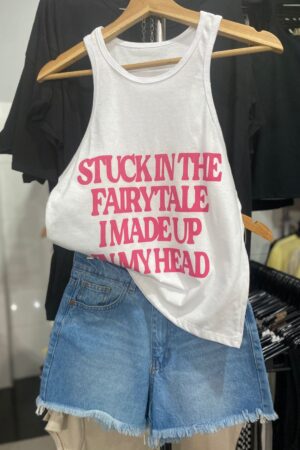 STUCK IN THE
FAIRYTALE
I MADE UP
IN MY HEAD